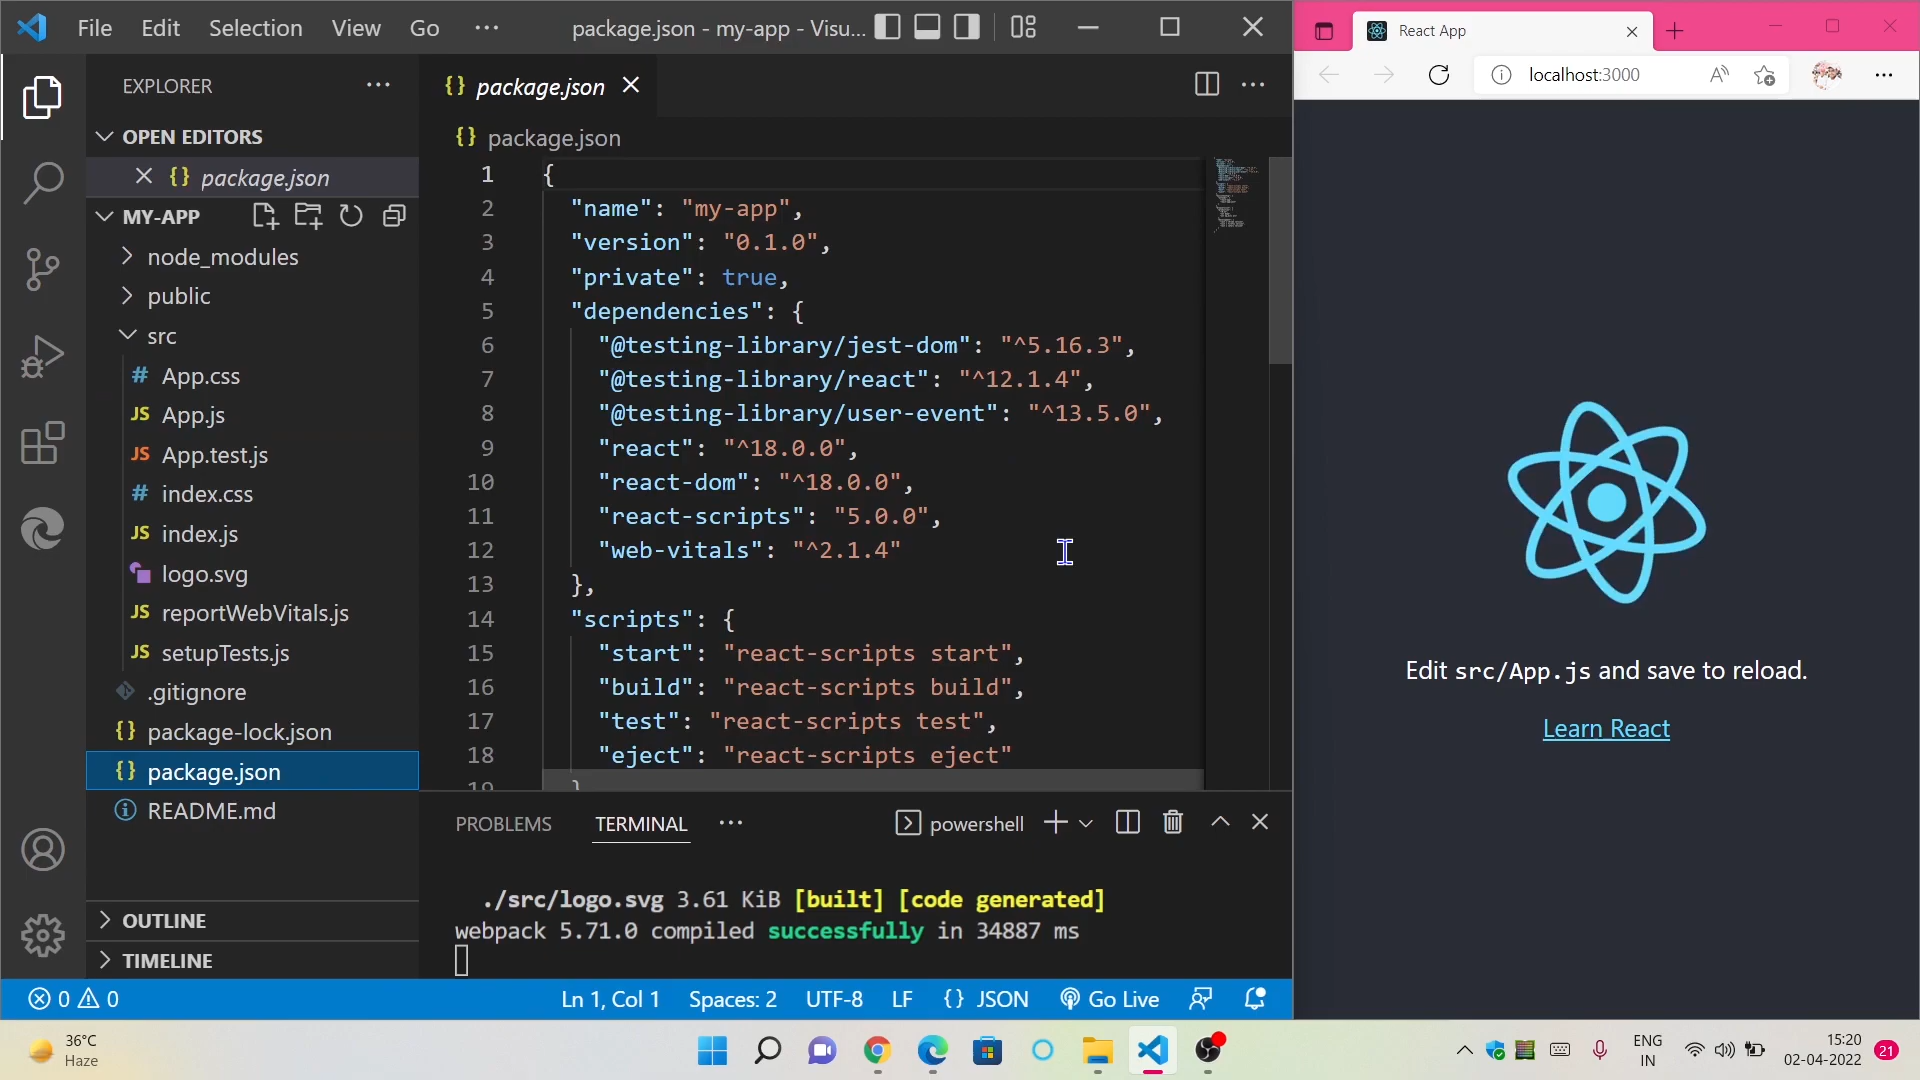 File Edit Selection View Go ··· package.json - my-app - Visu...
EXPLORER ···
OPEN EDITORS
{} package.json
MY-APP
node_modules
public
src
# App.css
JS App.js
JS App.test.js
# index.css
JS index.js
logo.svg
JS reportWebVitals.js
JS setupTests.js
.gitignore
{} package-lock.json
{} package.json
README.md
OUTLINE
TIMELINE
{} package.json
{} package.json
1 {
2 "name": "my-app",
3 "version": "0.1.0",
4 "private": true,
5 "dependencies": {
6 "@testing-library/jest-dom": "^5.16.3",
7 "@testing-library/react": "^12.1.4",
8 "@testing-library/user-event": "^13.5.0",
9 "react": "^18.0.0",
10 "react-dom": "^18.0.0",
11 "react-scripts": "5.0.0",
12 "web-vitals": "^2.1.4"
13 },
14 "scripts": {
15 "start": "react-scripts start",
16 "build": "react-scripts build",
17 "test": "react-scripts test",
18 "eject": "react-scripts eject"
19 }
PROBLEMS TERMINAL ··· powershell
./src/logo.svg 3.61 KiB [built] [code generated]
webpack 5.71.0 compiled successfully in 34887 ms
0 0 Ln 1, Col 1 Spaces: 2 UTF-8 LF {} JSON Go Live
React App
localhost:3000
Edit src/App.js and save to reload.
Learn React
36°C
Haze
ENG
IN
15:20
02-04-2022
21